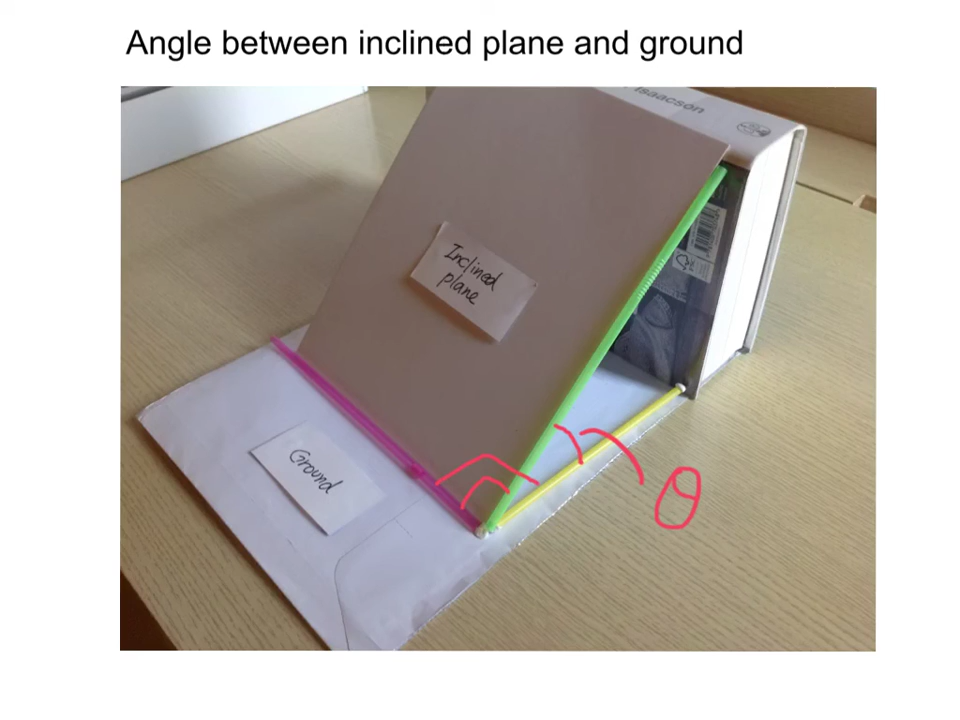 Angle between inclined plane and ground
Isaacson
Inclined
plane
Ground
θ